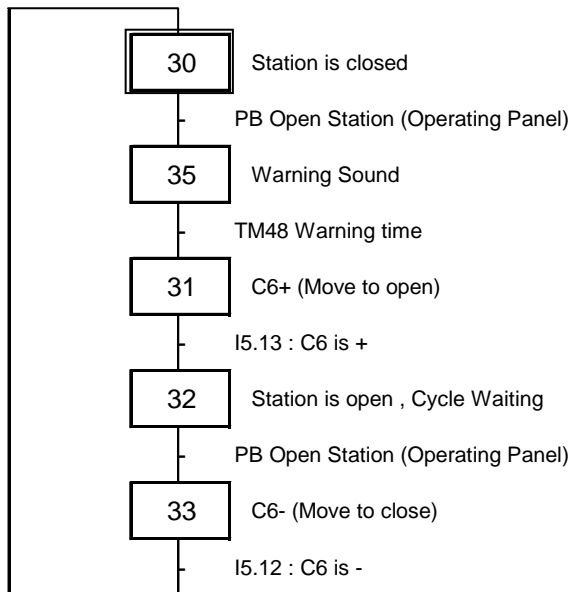 30 Station is closed
PB Open Station (Operating Panel)
35 Warning Sound
TM48 Warning time
31 C6+ (Move to open)
I5.13 : C6 is +
32 Station is open , Cycle Waiting
PB Open Station (Operating Panel)
33 C6- (Move to close)
I5.12 : C6 is -